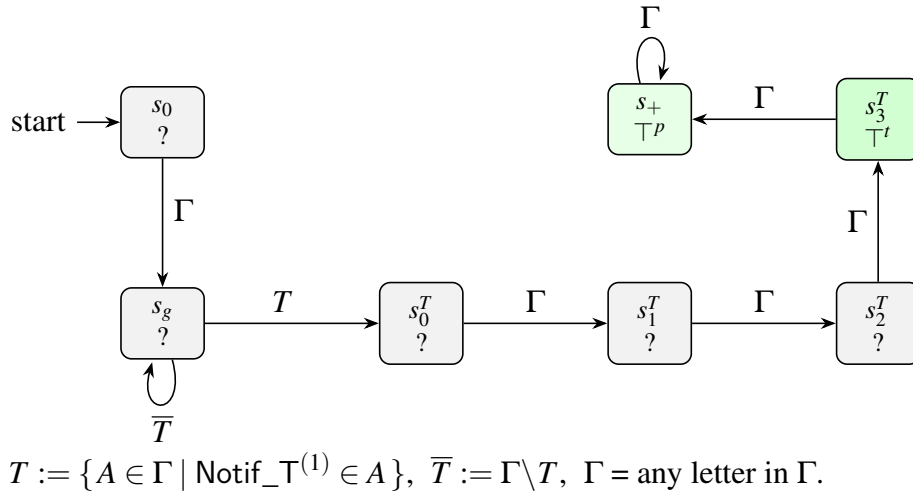 Γ
start
s₀
?
s₊
⊤ᵖ
Γ
s₃ᵀ
⊤ᵗ
Γ
Γ
s_g
?
T
s₀ᵀ
?
Γ
s₁ᵀ
?
Γ
s₂ᵀ
?
T̅
T := {A ∈ Γ | Notif_T⁽¹⁾ ∈ A}, T̅ := Γ\T, Γ = any letter in Γ.